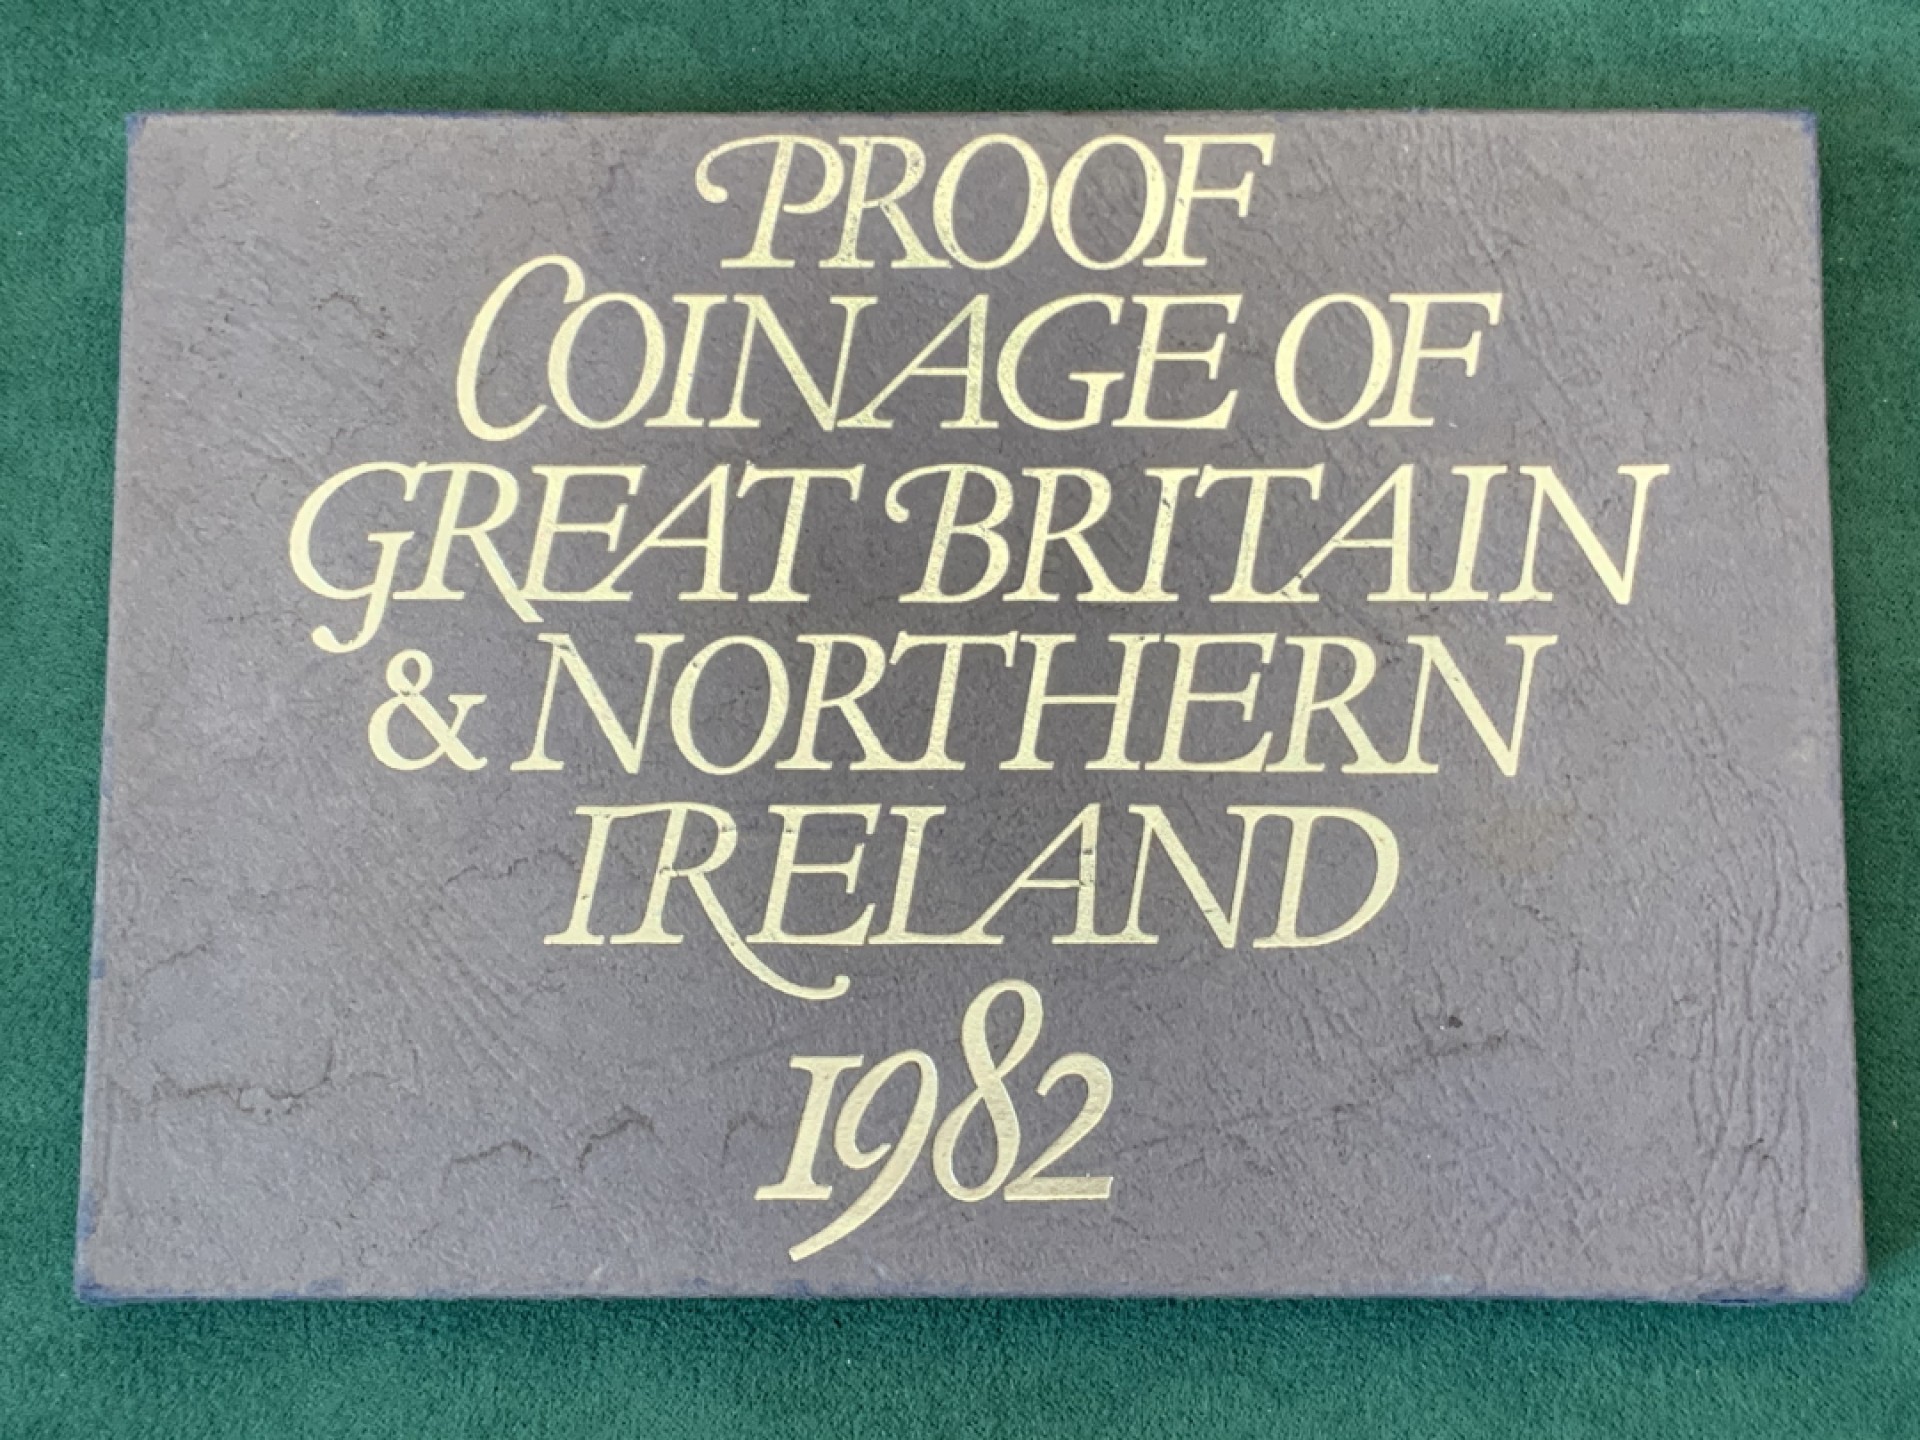 PROOF
COINAGE OF
GREAT BRITAIN
& NORTHERN
IRELAND
1982